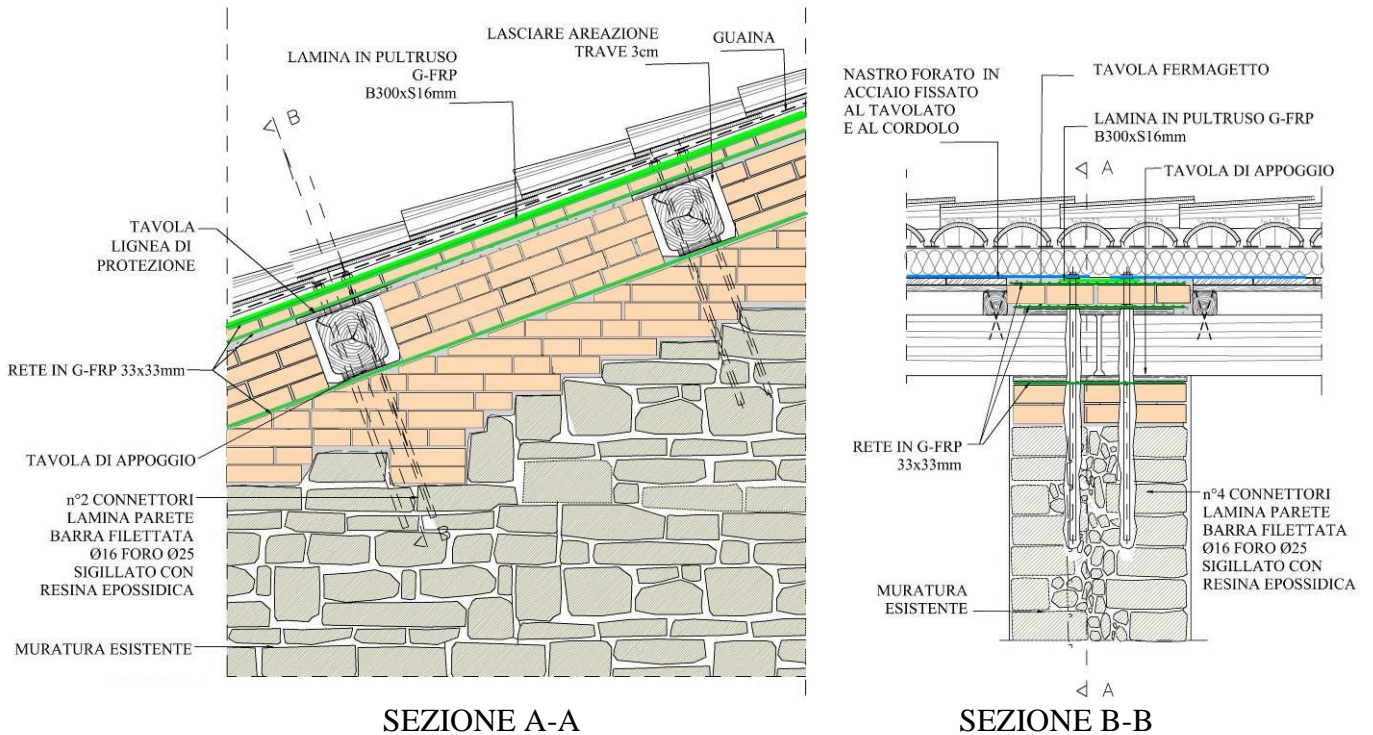 LASCIARE AREAZIONE
TRAVE 3cm
GUAINA
LAMINA IN PULTRUSO
G-FRP
B300xS16mm
B
TAVOLA
LIGNEA DI
PROTEZIONE
RETE IN G-FRP 33x33mm
TAVOLA DI APPOGGIO
n°2 CONNETTORI
LAMINA PARETE
BARRA FILETTATA
Ø16 FORO Ø25
SIGILLATO CON
RESINA EPOSSIDICA
B
MURATURA ESISTENTE
SEZIONE A-A
NASTRO FORATO IN
ACCIAIO FISSATO
AL TAVOLATO
E AL CORDOLO
TAVOLA FERMAGETTO
LAMINA IN PULTRUSO G-FRP
B300xS16mm
A
TAVOLA DI APPOGGIO
RETE IN G-FRP
33x33mm
n°4 CONNETTORI
LAMINA PARETE
BARRA FILETTATA
Ø16 FORO Ø25
SIGILLATO CON
RESINA EPOSSIDICA
MURATURA
ESISTENTE
A
SEZIONE B-B